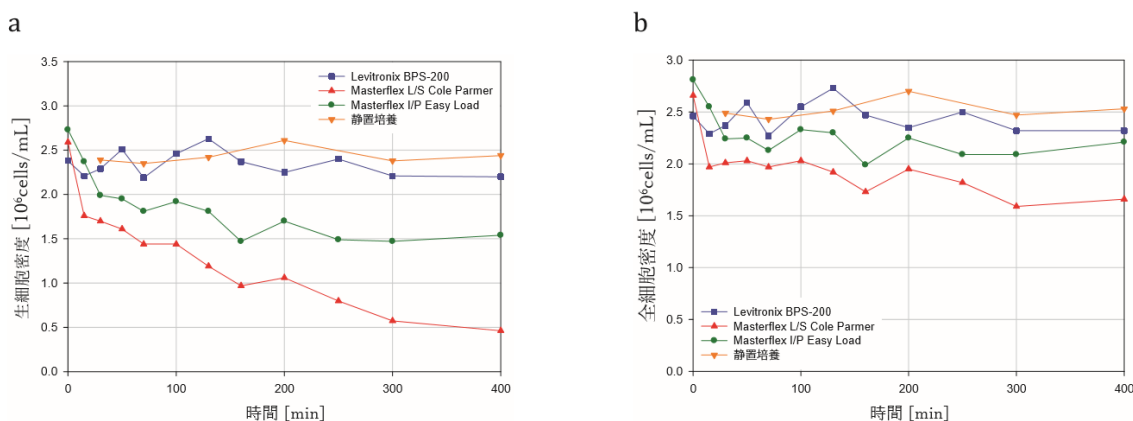 a
3.5
3.0
2.5
2.0
1.5
1.0
0.5
0.0
生細胞密度 [10⁶cells/mL]
Levitronix BPS-200
Masterflex L/S Cole Parmer
Masterflex I/P Easy Load
静置培養
0 100 200 300 400
時間 [min]
b
3.0
2.5
2.0
1.5
1.0
0.5
0.0
全細胞密度 [10⁶cells/mL]
Levitronix BPS-200
Masterflex L/S Cole Parmer
Masterflex I/P Easy Load
静置培養
0 100 200 300 400
時間 [min]